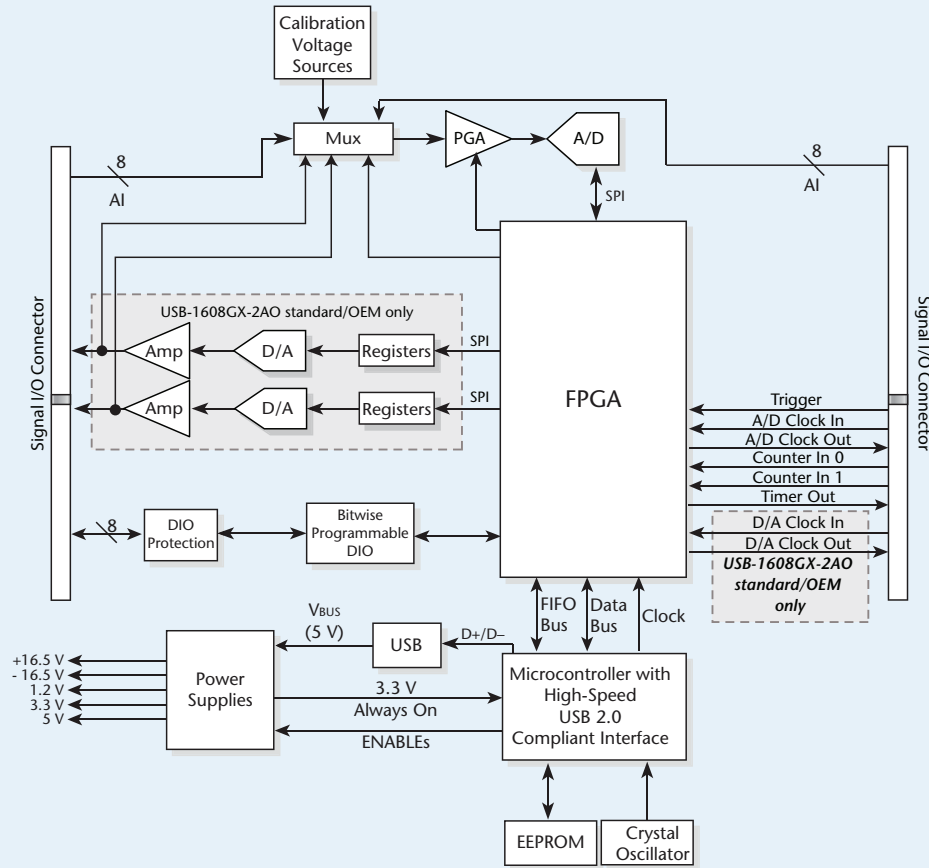 Calibration
Voltage
Sources
Mux
PGA
A/D
8
AI
8
AI
SPI
Signal I/O Connector
Signal I/O Connector
USB-1608GX-2AO standard/OEM only
Amp
D/A
Registers
SPI
Amp
D/A
Registers
SPI
FPGA
Trigger
A/D Clock In
A/D Clock Out
Counter In 0
Counter In 1
Timer Out
D/A Clock In
D/A Clock Out
USB-1608GX-2AO
standard/OEM
only
8
DIO
Protection
Bitwise
Programmable
DIO
FIFO
Bus
Data
Bus
Clock
VBUS
(5 V)
USB
D+/D–
+16.5 V
- 16.5 V
1.2 V
3.3 V
5 V
Power
Supplies
3.3 V
Always On
ENABLEs
Microcontroller with
High-Speed
USB 2.0
Compliant Interface
EEPROM
Crystal
Oscillator